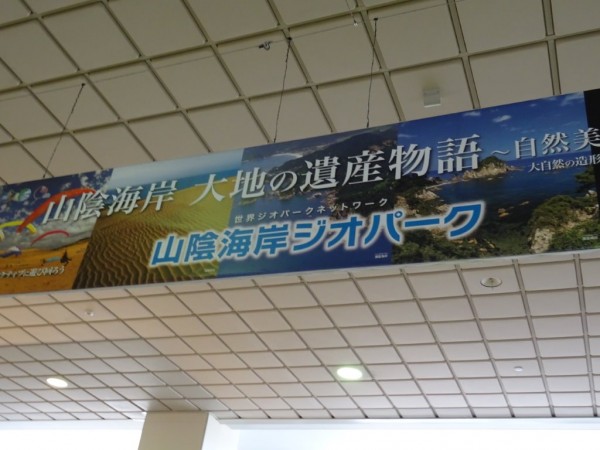 山陰海岸 大地の遺産物語 ~自然美
大自然の造形
世界ジオパークネットワーク
山陰海岸ジオパーク